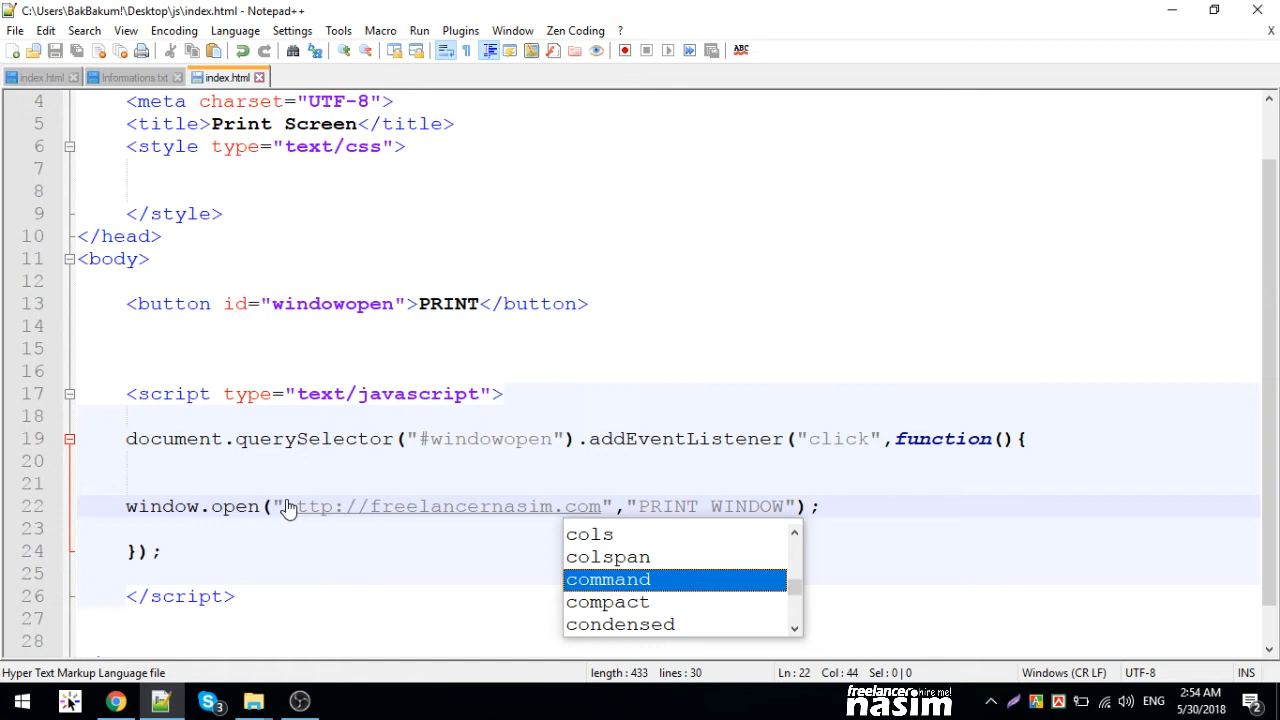 C:\Users\BakBakum!\Desktop\js\index.html - Notepad++
File Edit Search View Encoding Language Settings Tools Macro Run Plugins Window Zen Coding ? X
index.html Informations.txt index.html
4 <meta charset="UTF-8">
5 <title>Print Screen</title>
6 <style type="text/css">
7
8
9 </style>
10 </head>
11 <body>
12
13 <button id="windowopen">PRINT</button>
14
15
16
17 <script type="text/javascript">
18
19 document.querySelector("#windowopen").addEventListener("click",function(){
20
21
22 window.open("http://freelancernasim.com","PRINT WINDOW");
23
cols
24 });
colspan
command
25
26 </script>
compact
27
condensed
28
Hyper Text Markup Language file length : 433 lines : 30 Ln : 22 Col : 44 Sel : 0 | 0 Windows (CR LF) UTF-8 INS
freelancer hire me!
nasim
3
ENG
2:54 AM
5/30/2018
2